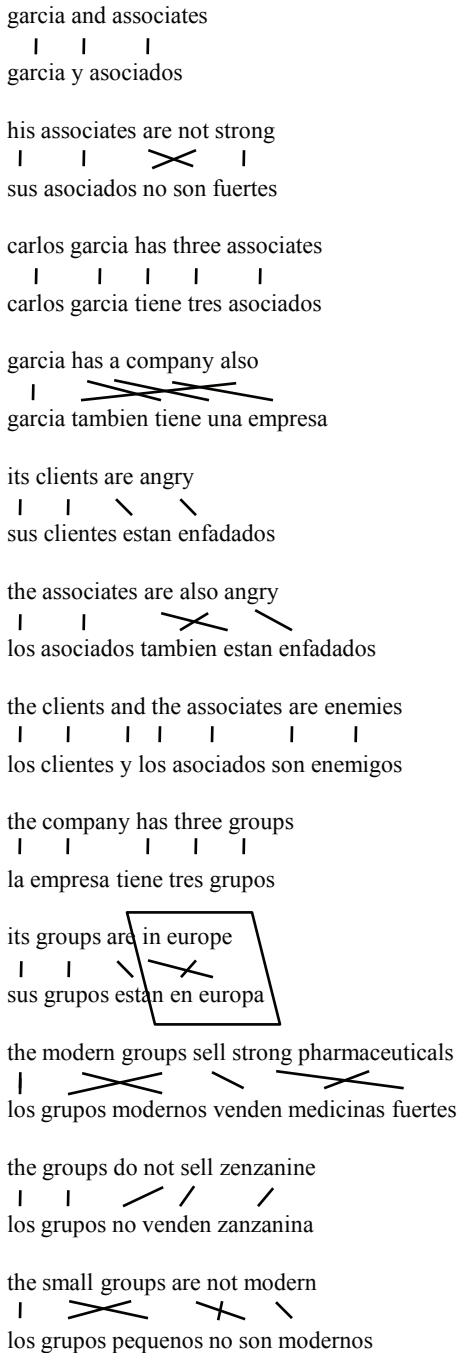 garcia and associates
garcia y asociados
his associates are not strong
sus asociados no son fuertes
carlos garcia has three associates
carlos garcia tiene tres asociados
garcia has a company also
garcia tambien tiene una empresa
its clients are angry
sus clientes estan enfadados
the associates are also angry
los asociados tambien estan enfadados
the clients and the associates are enemies
los clientes y los asociados son enemigos
the company has three groups
la empresa tiene tres grupos
its groups are in europe
sus grupos estan en europa
the modern groups sell strong pharmaceuticals
los grupos modernos venden medicinas fuertes
the groups do not sell zenzanine
los grupos no venden zanzanina
the small groups are not modern
los grupos pequenos no son modernos